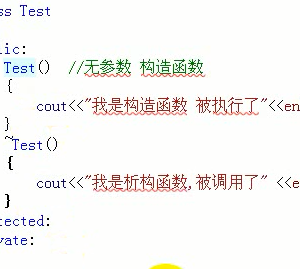 ss Test
lic:
Test() //无参数 构造函数
{
cout<<"我是构造函数 被执行了"<<en
}
~Test()
{
cout<<"我是析构函数,被调用了" <<e
}
tected:
vate: